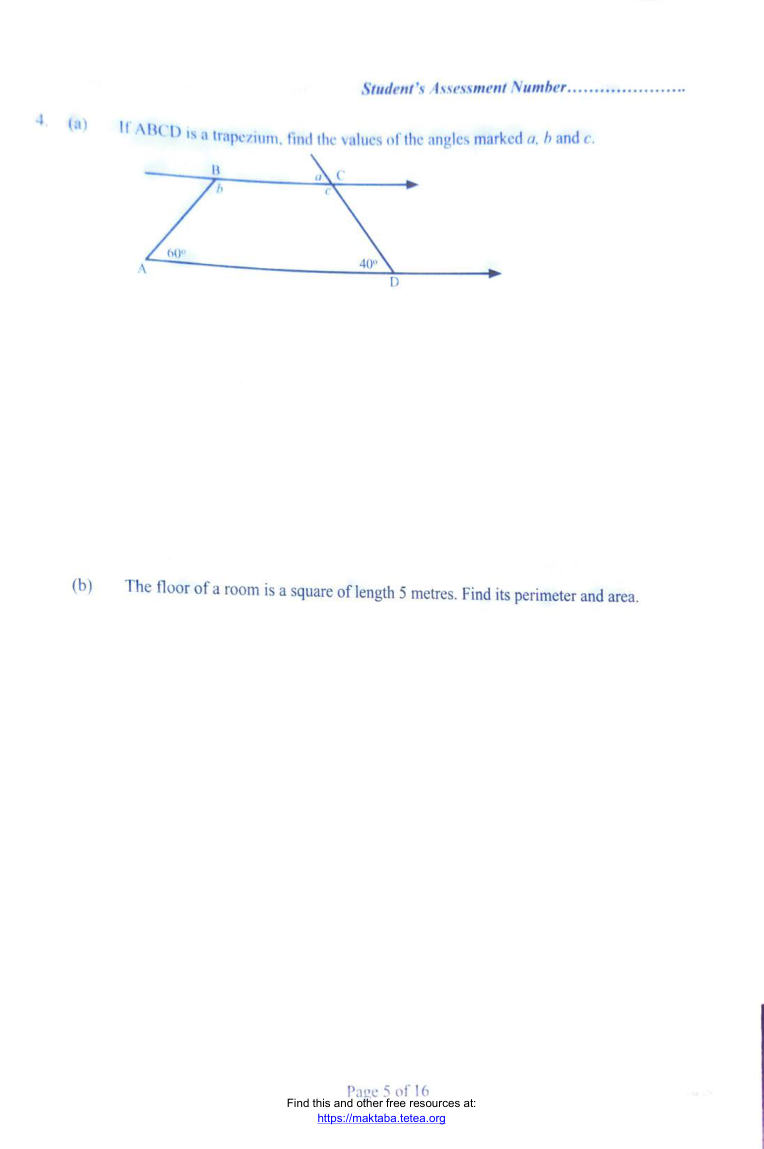 Student's Assessment Number......................
4. (a) If ABCD is a trapezium, find the values of the angles marked a, b and c.
B a C
b c
60° 40°
A D
(b) The floor of a room is a square of length 5 metres. Find its perimeter and area.
Page 5 of 16
Find this and other free resources at:
https://maktaba.tetea.org